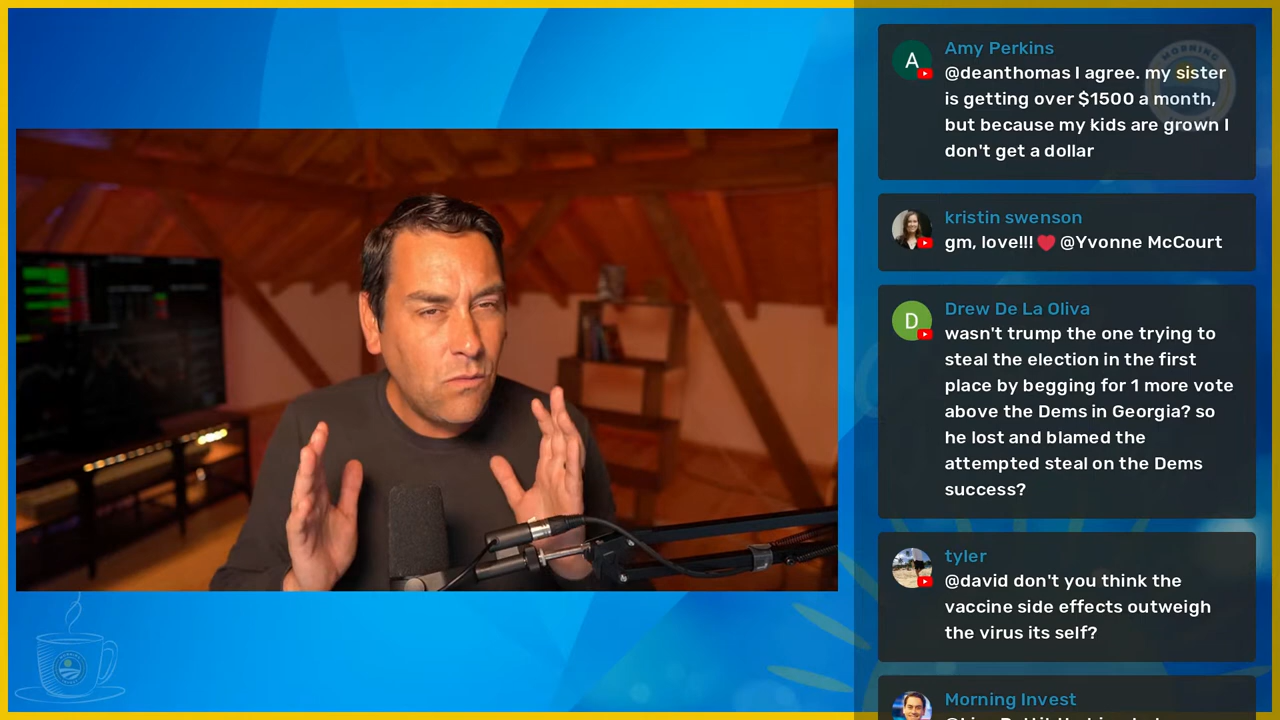 MORNING
Amy Perkins
@deanthomas I agree. my sister
is getting over $1500 a month,
but because my kids are grown I
don't get a dollar
kristin swenson
gm, love!!! ❤️ @Yvonne McCourt
Drew De La Oliva
wasn't trump the one trying to
steal the election in the first
place by begging for 1 more vote
above the Dems in Georgia? so
he lost and blamed the
attempted steal on the Dems
success?
tyler
@david don't you think the
vaccine side effects outweigh
the virus its self?
Morning Invest